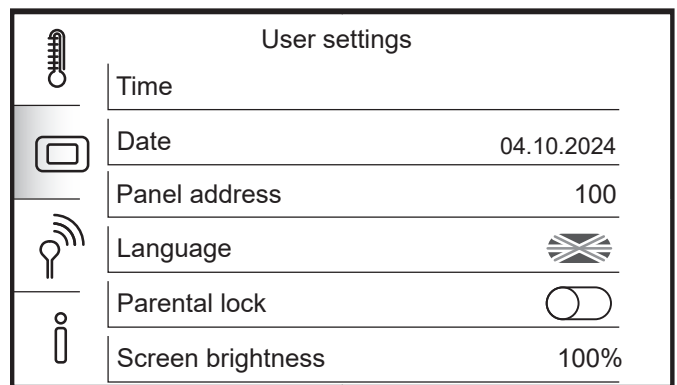 User settings
Time
Date 04.10.2024
Panel address 100
Language
Parental lock
Screen brightness 100%